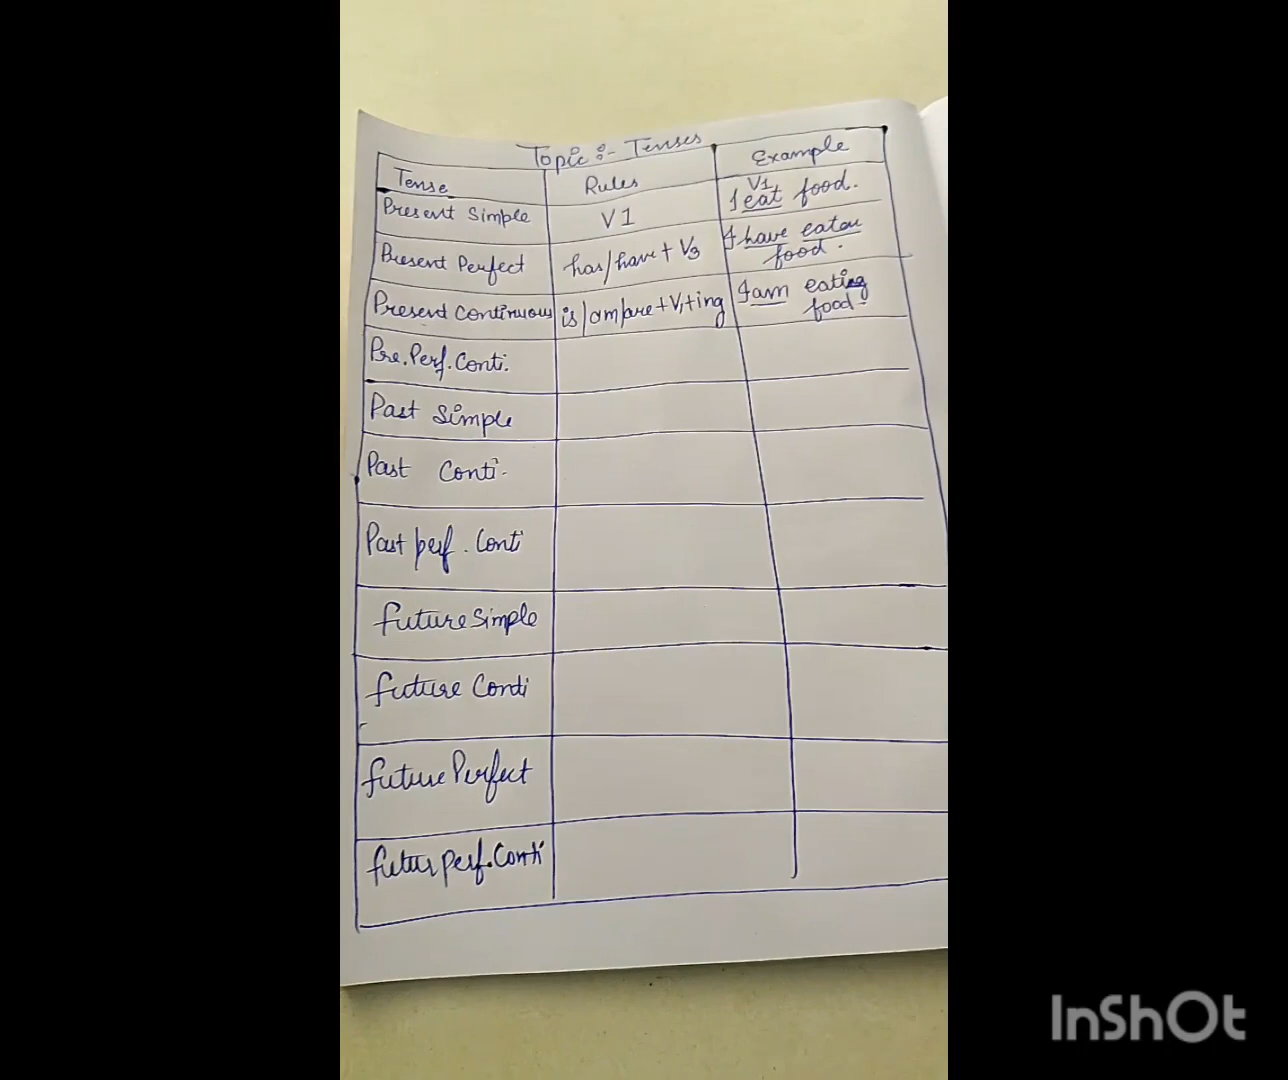 Topic :- Tenses
Tense Rules Example
Present Simple V1 V1
I eat food.
Present Perfect has/have + V3 I have eaten
food.
Present Continuous is/am/are+V1+ing I am eating
food.
Pre.Perf.Conti.
Past Simple
Past Conti.
Past perf. Conti
future Simple
future Conti
future Perfect
futur perf. Conti
InShOt